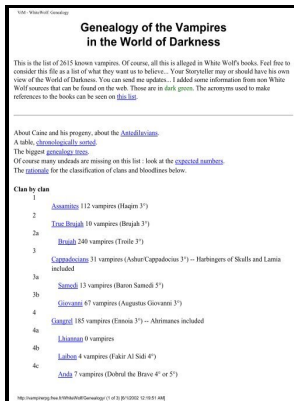 VtM - WhiteWolf Genealogy
Genealogy of the Vampires
in the World of Darkness
This is the list of 2615 known vampires. Of course, all this is alleged in White Wolf's books. Feel free to
consider this file as a list of what they want us to believe... Your Storyteller may or should have his own
view of the World of Darkness. You can send me updates... I added some information from non White
Wolf sources that can be found on the web. Those are in dark green. The acronyms used to make
references to the books can be seen on this list.
About Caine and his progeny, about the Antediluvians.
A table, chronologically sorted.
The biggest genealogy trees.
Of course many undeads are missing on this list : look at the expected numbers.
The rationale for the classification of clans and bloodlines below.
Clan by clan
1
Assamites 112 vampires (Haqim 3°)
2
True Brujah 10 vampires (Brujah 3°)
2a
Brujah 240 vampires (Troile 3°)
3
Cappadocians 31 vampires (Ashur/Cappadocius 3°) -- Harbingers of Skulls and Lamia
included
3a
Samedi 13 vampires (Baron Samedi 5°)
3b
Giovanni 67 vampires (Augustus Giovanni 3°)
4
Gangrel 185 vampires (Ennoia 3°) -- Ahrimanes included
4a
Lhiannan 0 vampires
4b
Laibon 4 vampires (Fakir Al Sidi 4°)
4c
Anda 7 vampires (Dobrul the Brave 4° or 5°)
http://vampirerpg.free.fr/WhiteWolf/Genealogy/ (1 of 3) [6/1/2002 12:19:51 AM]